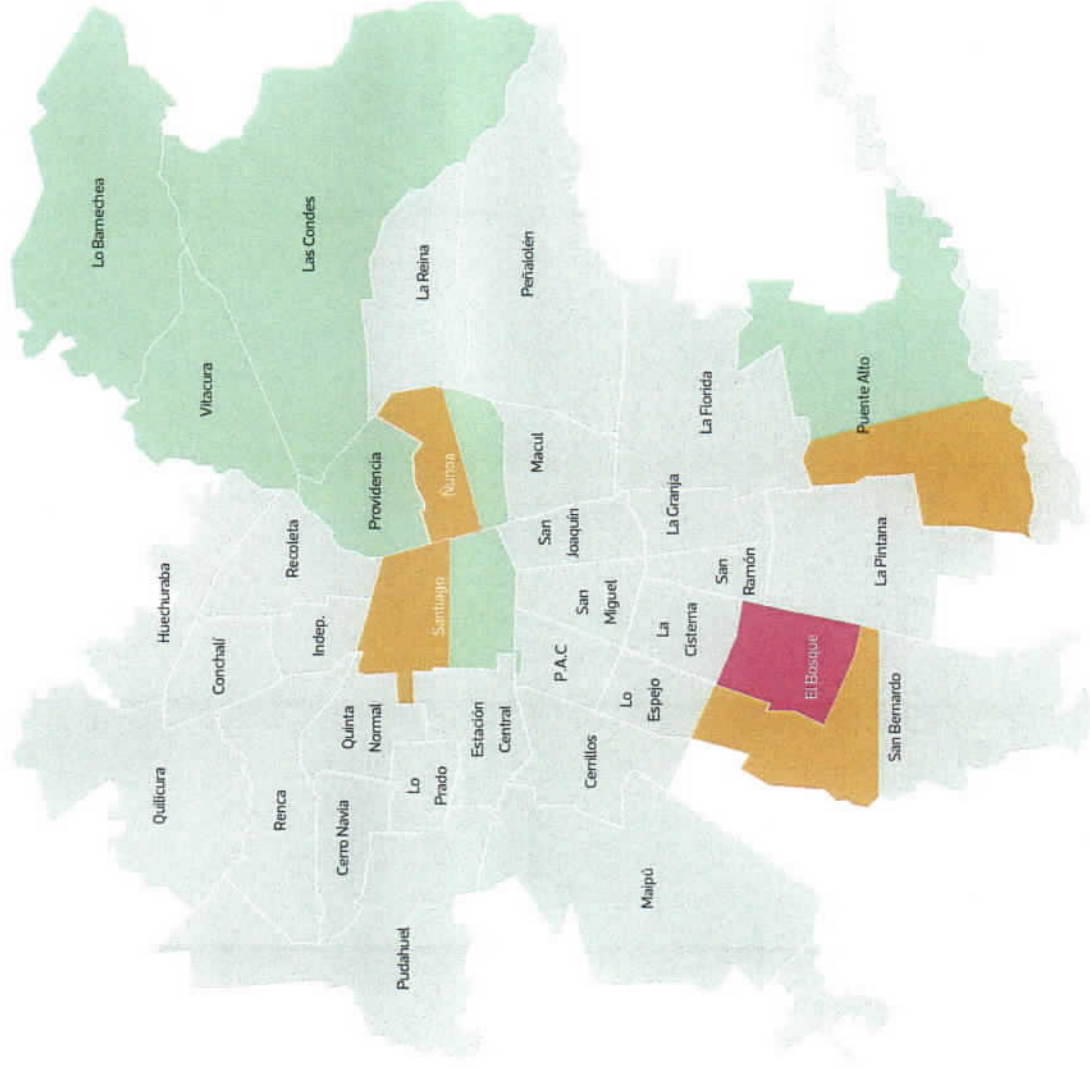 Lo Barnechea
Vitacura
Las Condes
La Reina
Peñalolén
Providencia
Ñuñoa
Macul
La Florida
Puente Alto
Huechuraba
Recoleta
Conchalí
Indep.
Santiago
San
Joaquín
La Granja
San
Miguel
San
Ramón
La Pintana
La
Cisterna
P.A.C
Lo
Espejo
El Bosque
San Bernardo
Quilicura
Renca
Quinta
Normal
Cerro Navia
Lo
Prado
Estación
Central
Cerrillos
Maipú
Pudahuel